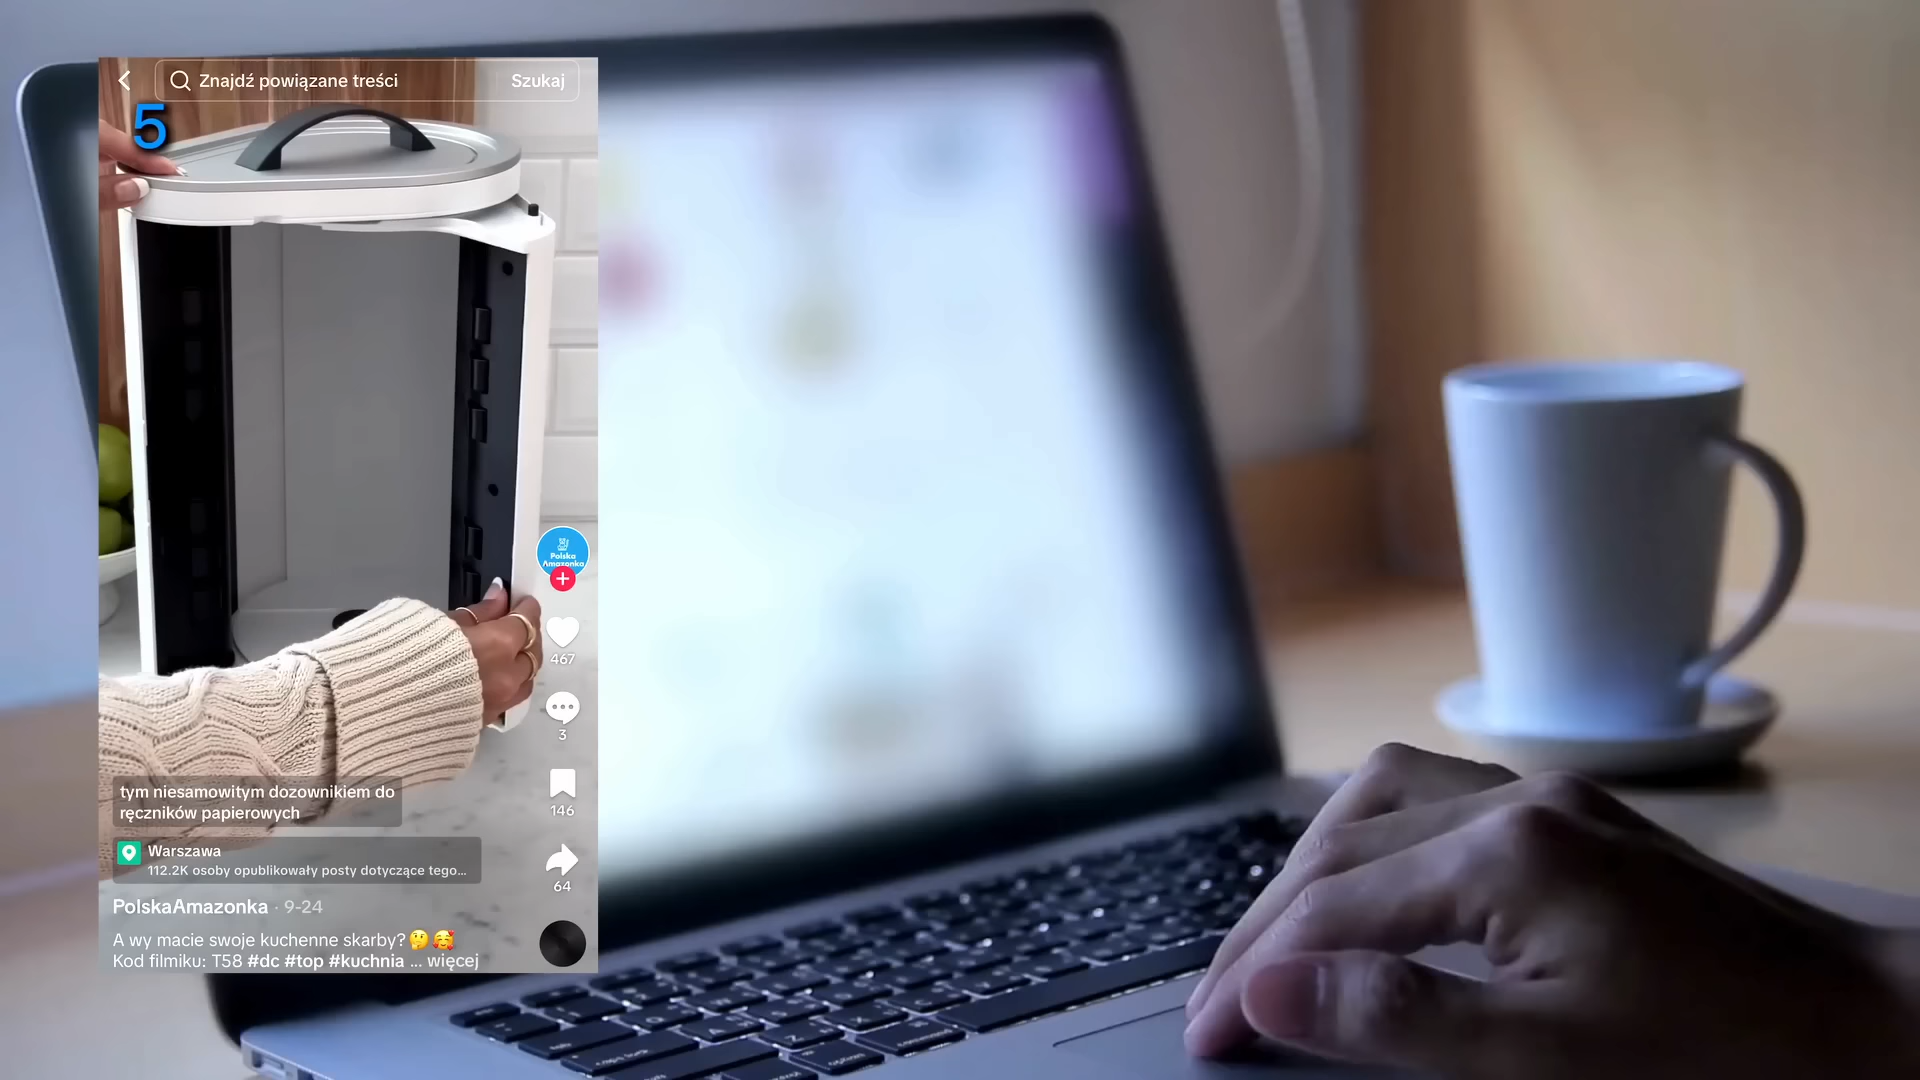 Znajdź powiązane treści
Szukaj
5
Polska
Amazonka
467
3
146
64
tym niesamowitym dozownikiem do
ręczników papierowych
Warszawa
112.2K osoby opublikowały posty dotyczące tego...
PolskaAmazonka · 9-24
A wy macie swoje kuchenne skarby?🤔🥰
Kod filmiku: T58 #dc #top #kuchnia ... więcej